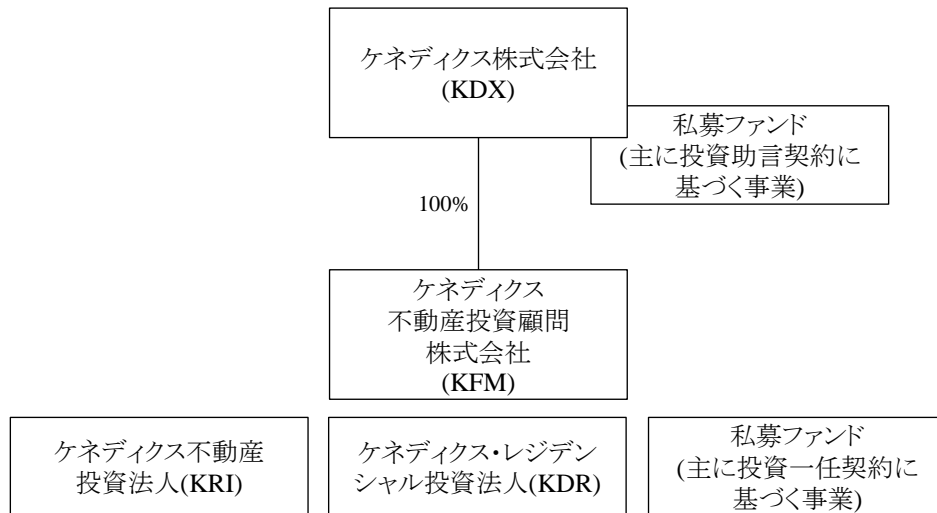 ケネディクス株式会社
(KDX)
私募ファンド
(主に投資助言契約に
基づく事業)
100%
ケネディクス
不動産投資顧問
株式会社
(KFM)
ケネディクス不動産
投資法人(KRI)
ケネディクス・レジデン
シャル投資法人(KDR)
私募ファンド
(主に投資一任契約に
基づく事業)